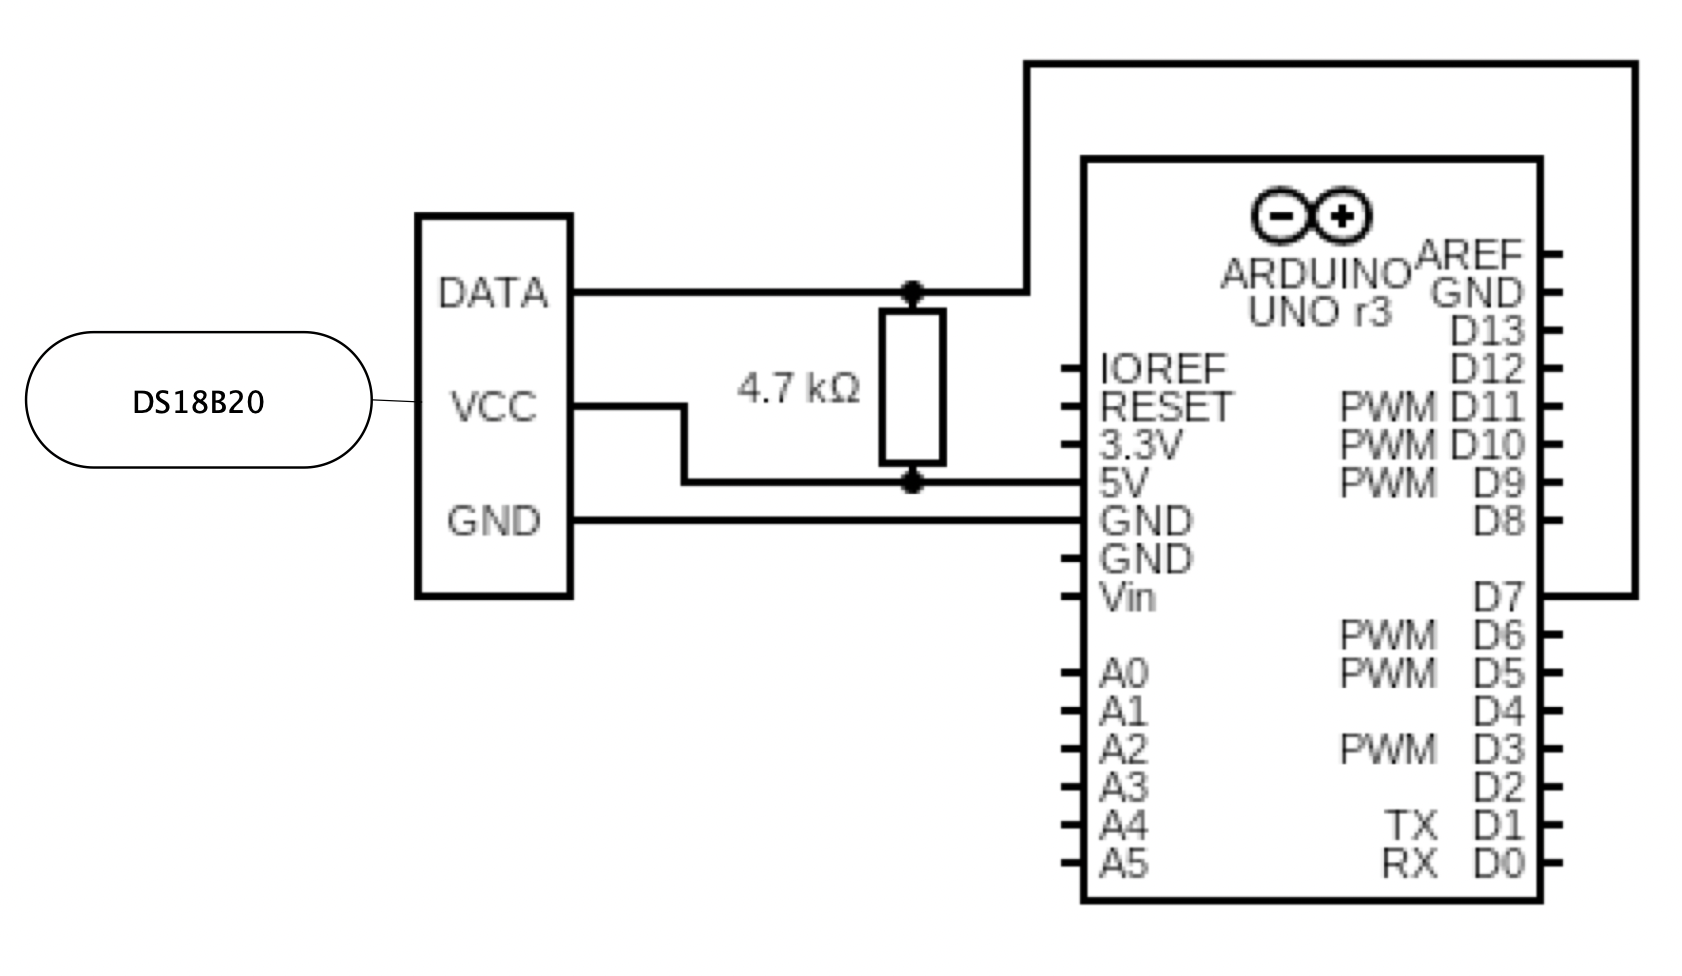 DS18B20
DATA
VCC
GND
4.7 kΩ
ARDUINO
UNO r3
IOREF
RESET
3.3V
5V
GND
GND
Vin
A0
A1
A2
A3
A4
A5
AREF
GND
D13
D12
PWM D11
PWM D10
PWM D9
D8
D7
PWM D6
PWM D5
D4
PWM D3
D2
TX D1
RX D0